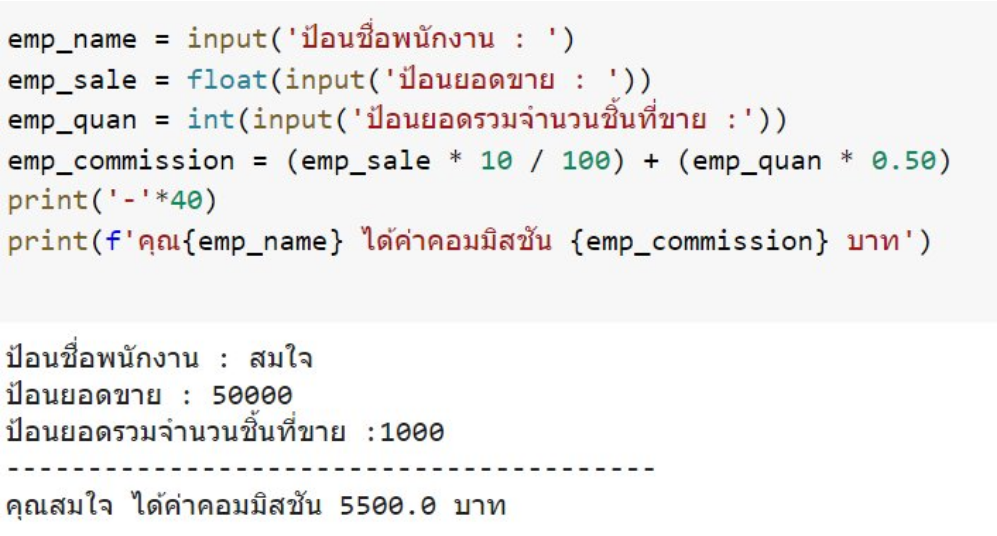 emp_name = input('ป้อนชื่อพนักงาน : ')
emp_sale = float(input('ป้อนยอดขาย : '))
emp_quan = int(input('ป้อนยอดรวมจำนวนชิ้นที่ขาย :'))
emp_commission = (emp_sale * 10 / 100) + (emp_quan * 0.50)
print('-'*40)
print(f'คุณ{emp_name} ได้ค่าคอมมิสชัน {emp_commission} บาท')
ป้อนชื่อพนักงาน : สมใจ
ป้อนยอดขาย : 50000
ป้อนยอดรวมจำนวนชิ้นที่ขาย :1000
----------------------------------------
คุณสมใจ ได้ค่าคอมมิสชัน 5500.0 บาท